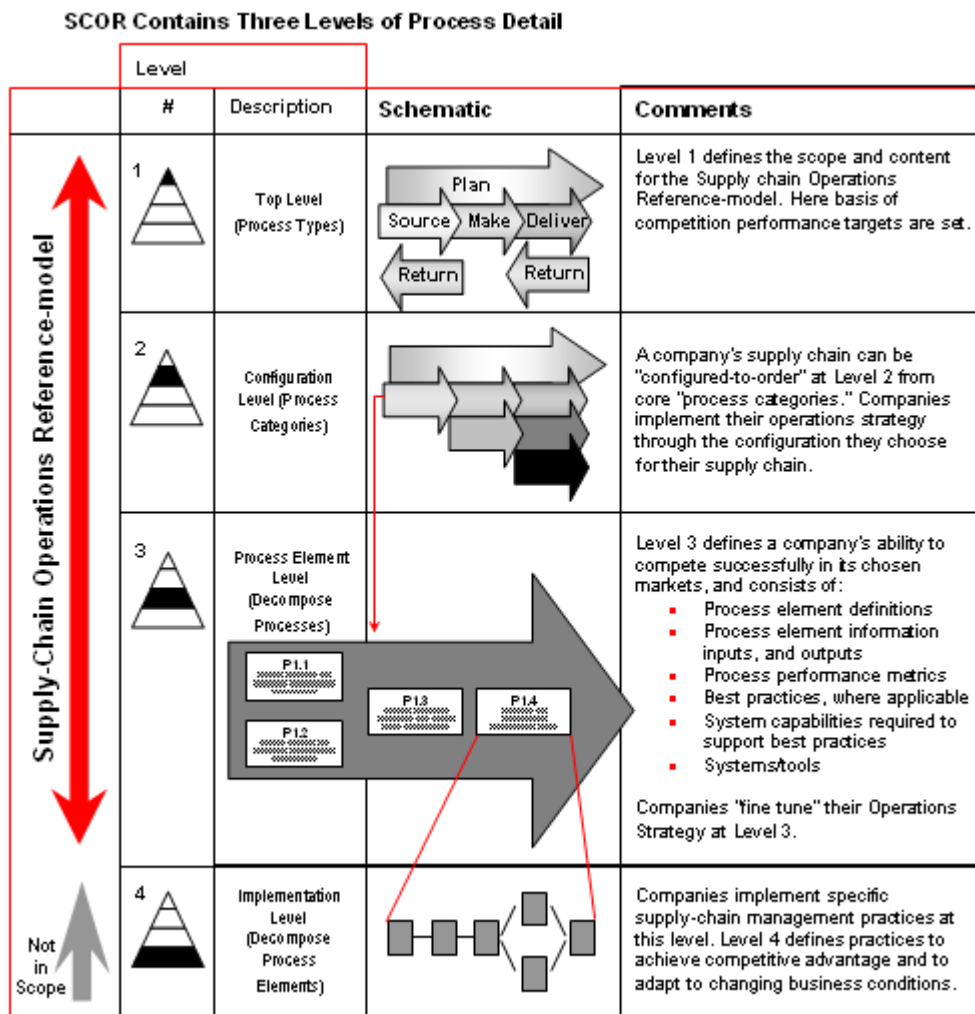 SCOR Contains Three Levels of Process Detail
Level
#
Description
Schematic
Comments
Supply-Chain Operations Reference-model
1
Top Level
(Process Types)
Plan
Source
Make
Deliver
Return
Return
Level 1 defines the scope and content
for the Supply chain Operations
Reference-model. Here basis of
competition performance targets are set.
2
Configuration
Level (Process
Categories)
A company's supply chain can be
"configured-to-order" at Level 2 from
core "process categories." Companies
implement their operations strategy
through the configuration they choose
for their supply chain.
3
Process Element
Level
(Decompose
Processes)
P1.1
P1.2
P1.3
P1.4
Level 3 defines a company's ability to
compete successfully in its chosen
markets, and consists of:
Process element definitions
Process element information
inputs, and outputs
Process performance metrics
Best practices, where applicable
System capabilities required to
support best practices
Systems/tools
Companies "fine tune" their Operations
Strategy at Level 3.
Not
in
Scope
4
Implementation
Level
(Decompose
Process
Elements)
Companies implement specific
supply-chain management practices at
this level. Level 4 defines practices to
achieve competitive advantage and to
adapt to changing business conditions.